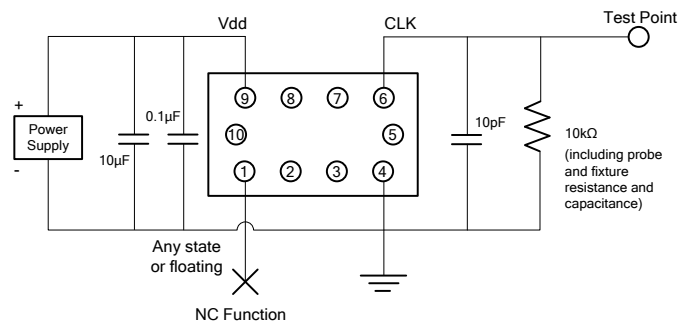 Vdd
CLK
Test Point
+
Power
Supply
-
10µF
0.1µF
9
8
7
6
10
5
1
2
3
4
10pF
10kΩ
(including probe
and fixture
resistance and
capacitance)
Any state
or floating
NC Function